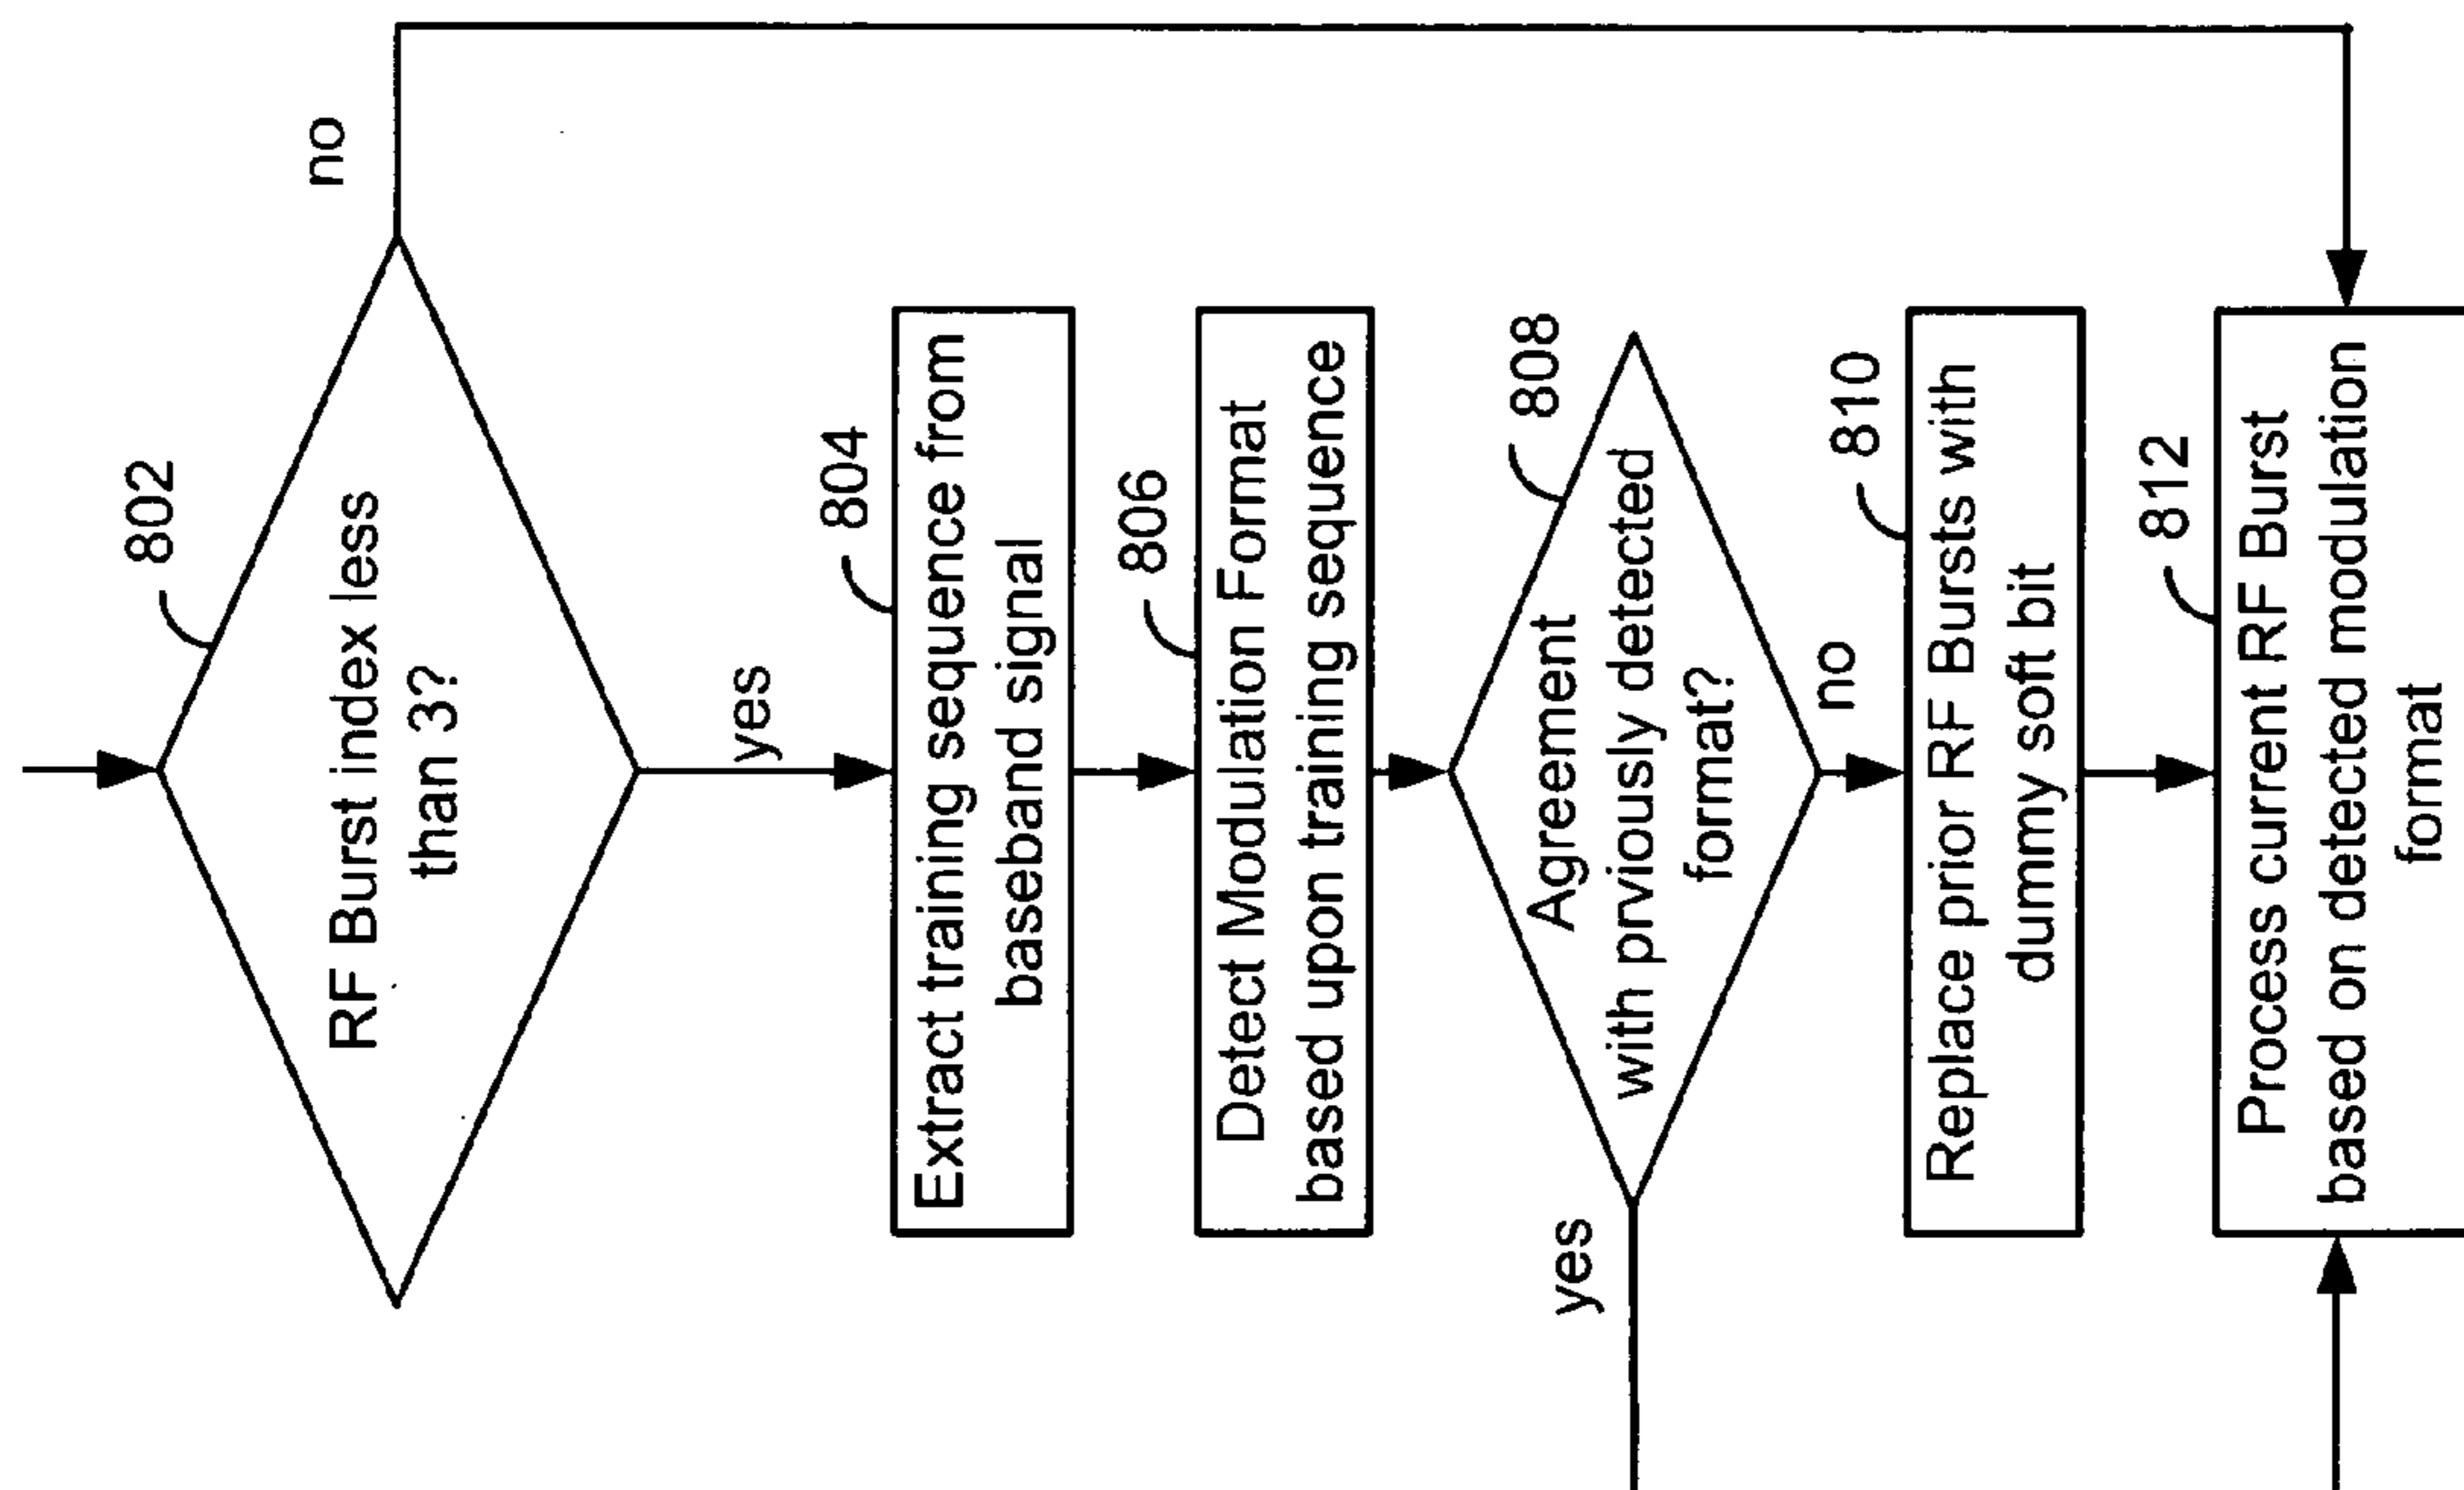 802
RF Burst index less
than 3?
no
yes
804
Extract training sequence from
baseband signal
806
Detect Modulation Format
based upon training sequence
808
Agreement
with prviously detected
format?
yes
no
810
Replace prior RF Bursts with
dummy soft bit
812
Process current RF Burst
based on detected modulation
format